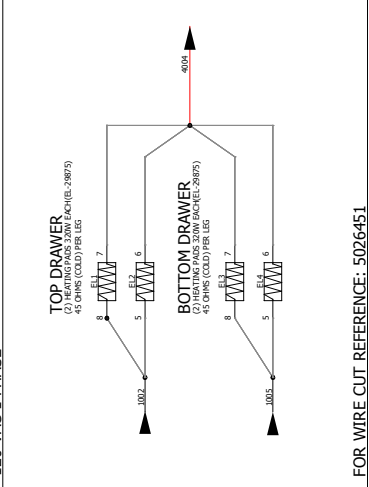 4004
TOP DRAWER
(2) HEATING PADS 320W EACH(EL-29875)
45 OHMS (COLD) PER LEG
8 EL1 7
5 EL2 6
BOTTOM DRAWER
(2) HEATING PADS 320W EACH(EL-29875)
45 OHMS (COLD) PER LEG
8 EL3 7
5 EL4 6
1002
1005
FOR WIRE CUT REFERENCE: 5026451